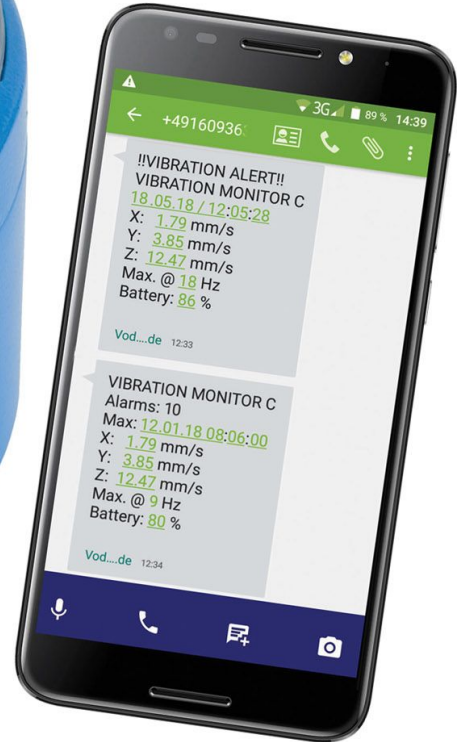 3G 89 % 14:39
+49160936
!!VIBRATION ALERT!!
VIBRATION MONITOR C
18.05.18 / 12:05:28
X: 1.79 mm/s
Y: 3.85 mm/s
Z: 12.47 mm/s
Max. @ 18 Hz
Battery: 86 %
Vod....de 12:33
VIBRATION MONITOR C
Alarms: 10
Max: 12.01.18 08:06:00
X: 1.79 mm/s
Y: 3.85 mm/s
Z: 12.47 mm/s
Max. @ 9 Hz
Battery: 80 %
Vod....de 12:34